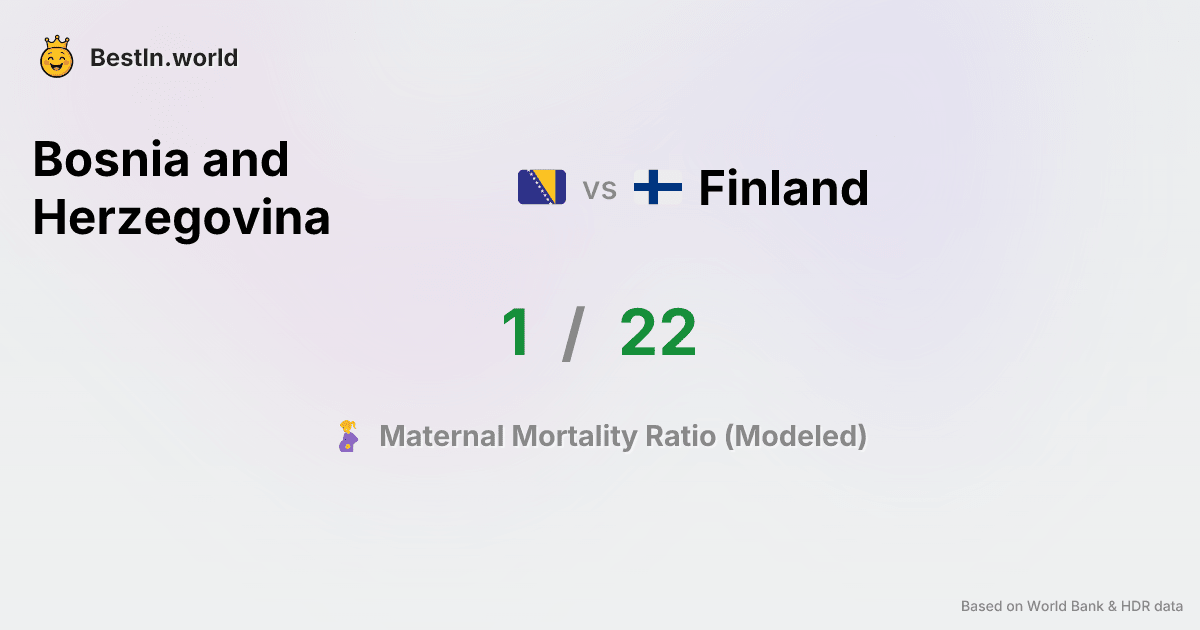 BestIn.world
Bosnia and
Herzegovina
vs
Finland
1 / 22
Maternal Mortality Ratio (Modeled)
Based on World Bank & HDR data